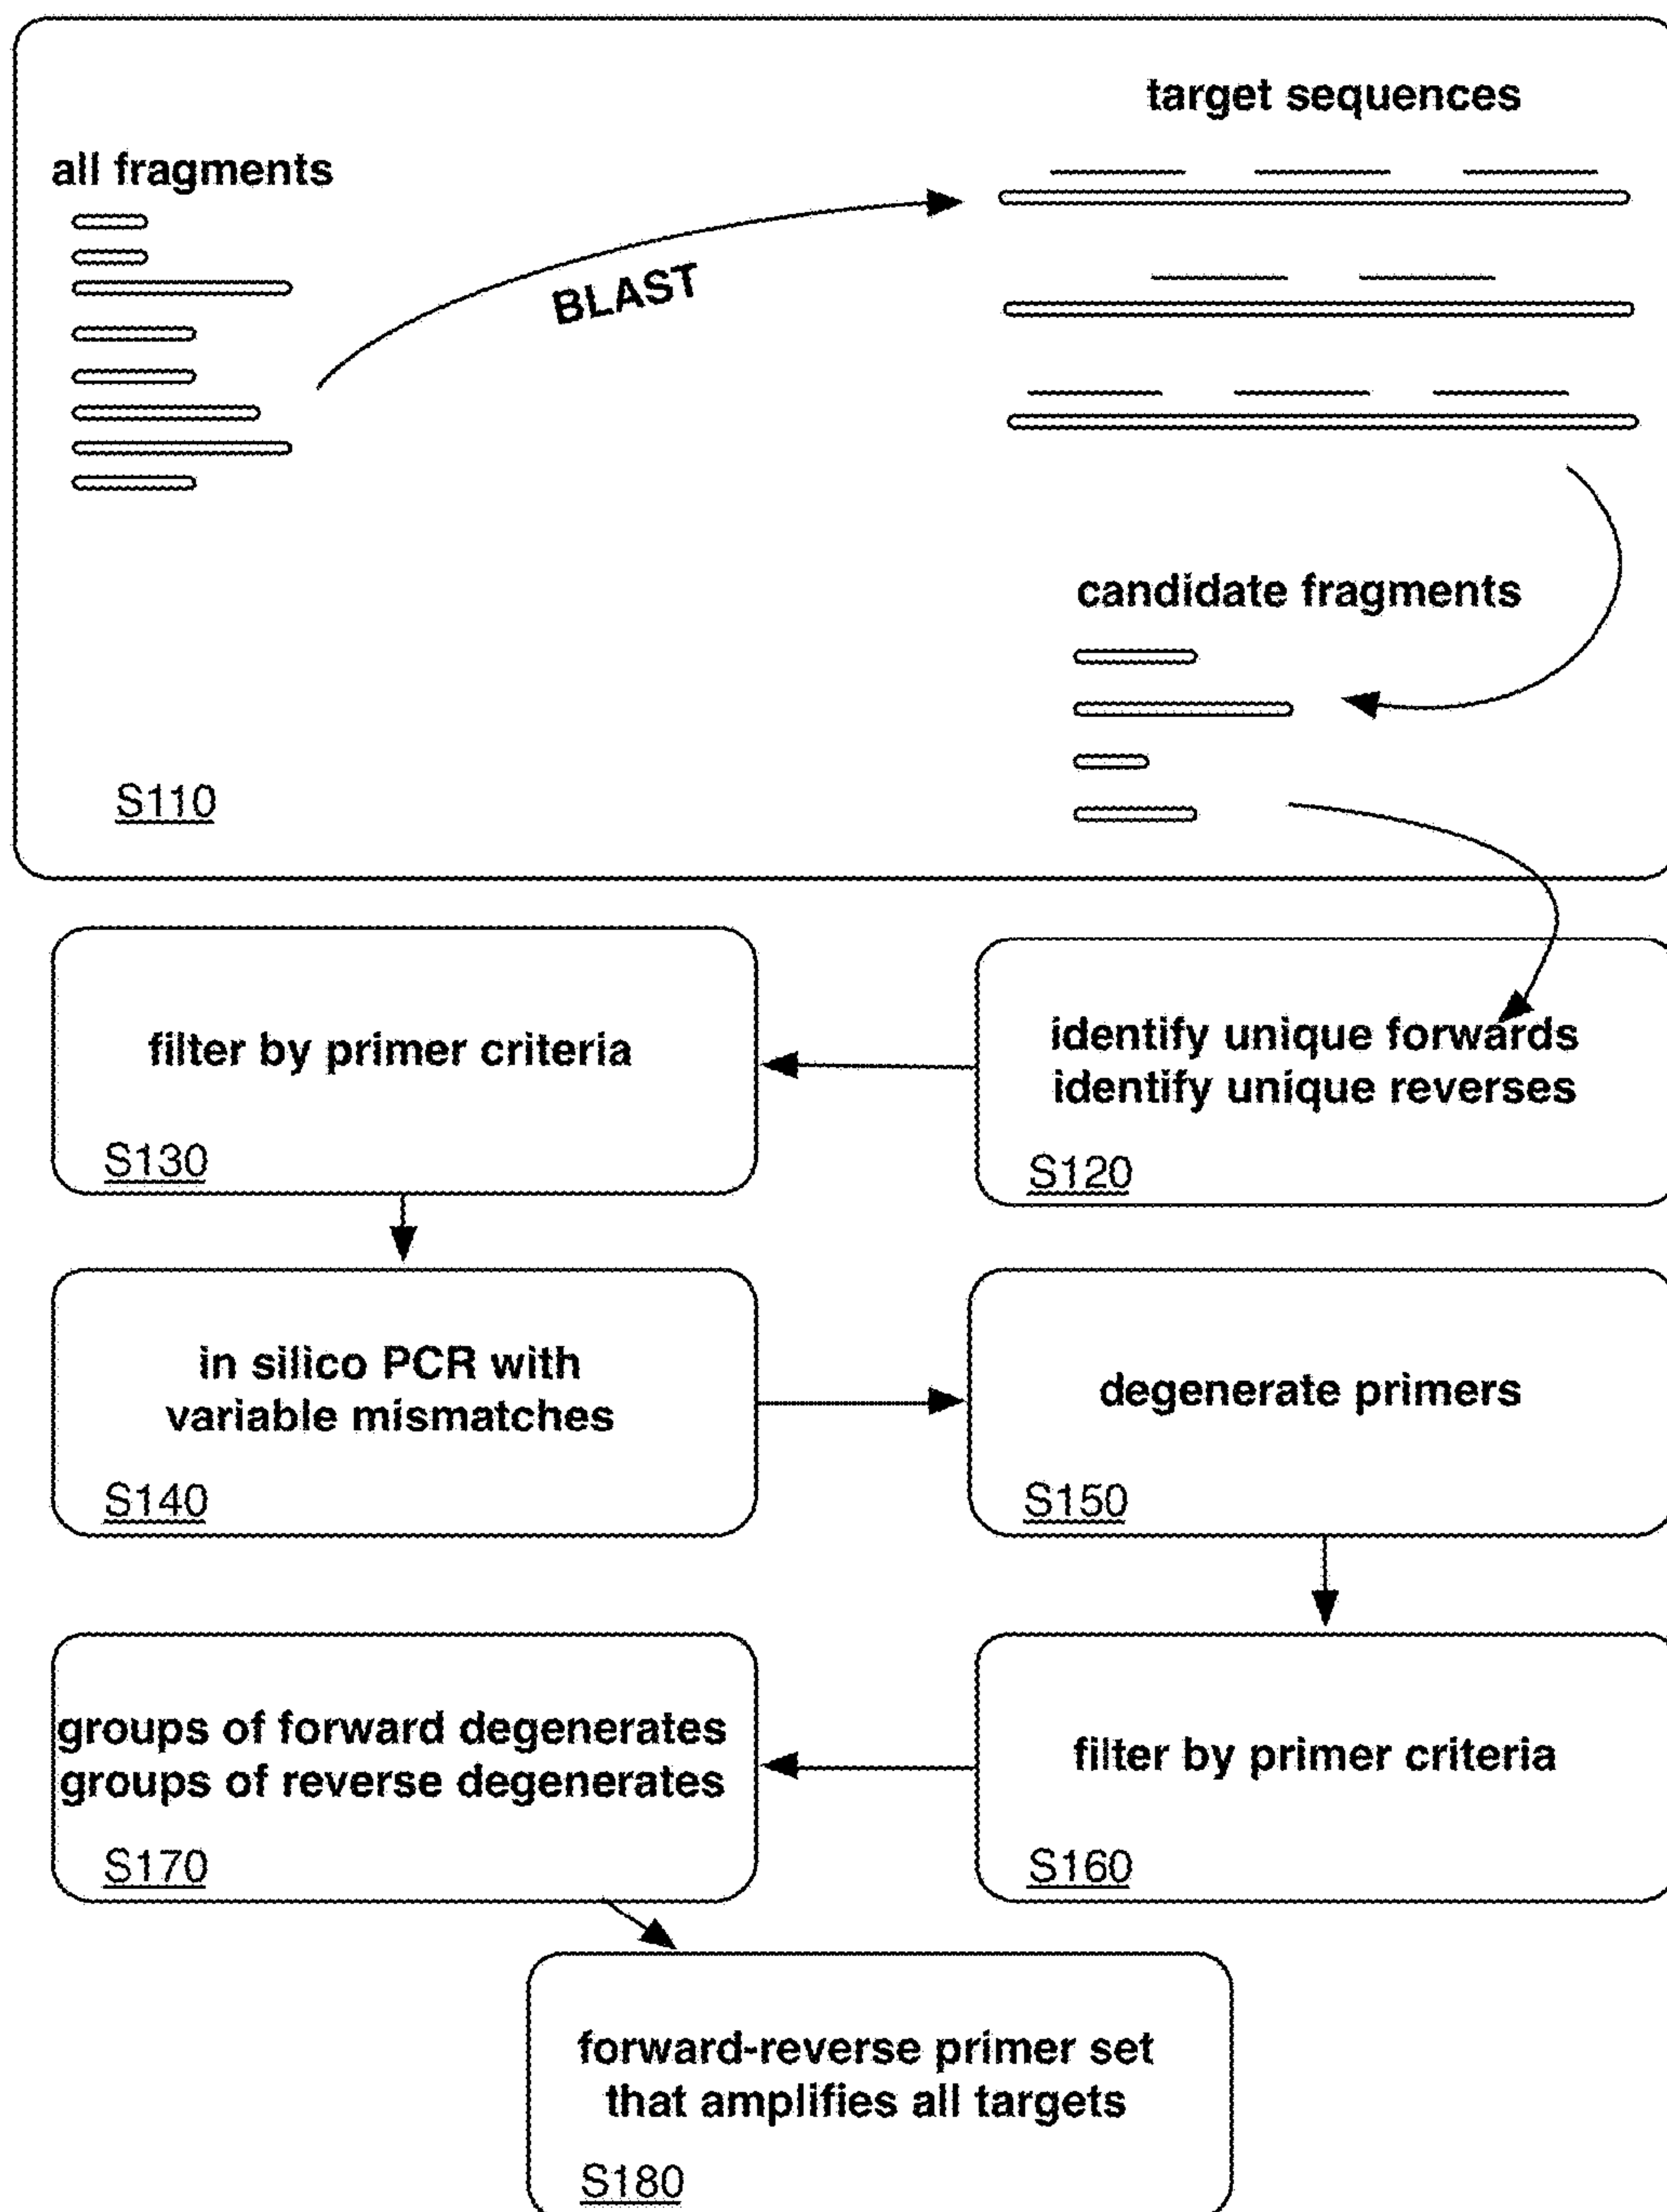 target sequences
all fragments
BLAST
candidate fragments
S110
identify unique forwards
identify unique reverses
S120
filter by primer criteria
S130
in silico PCR with
variable mismatches
S140
degenerate primers
S150
filter by primer criteria
S160
groups of forward degenerates
groups of reverse degenerates
S170
forward-reverse primer set
that amplifies all targets
S180